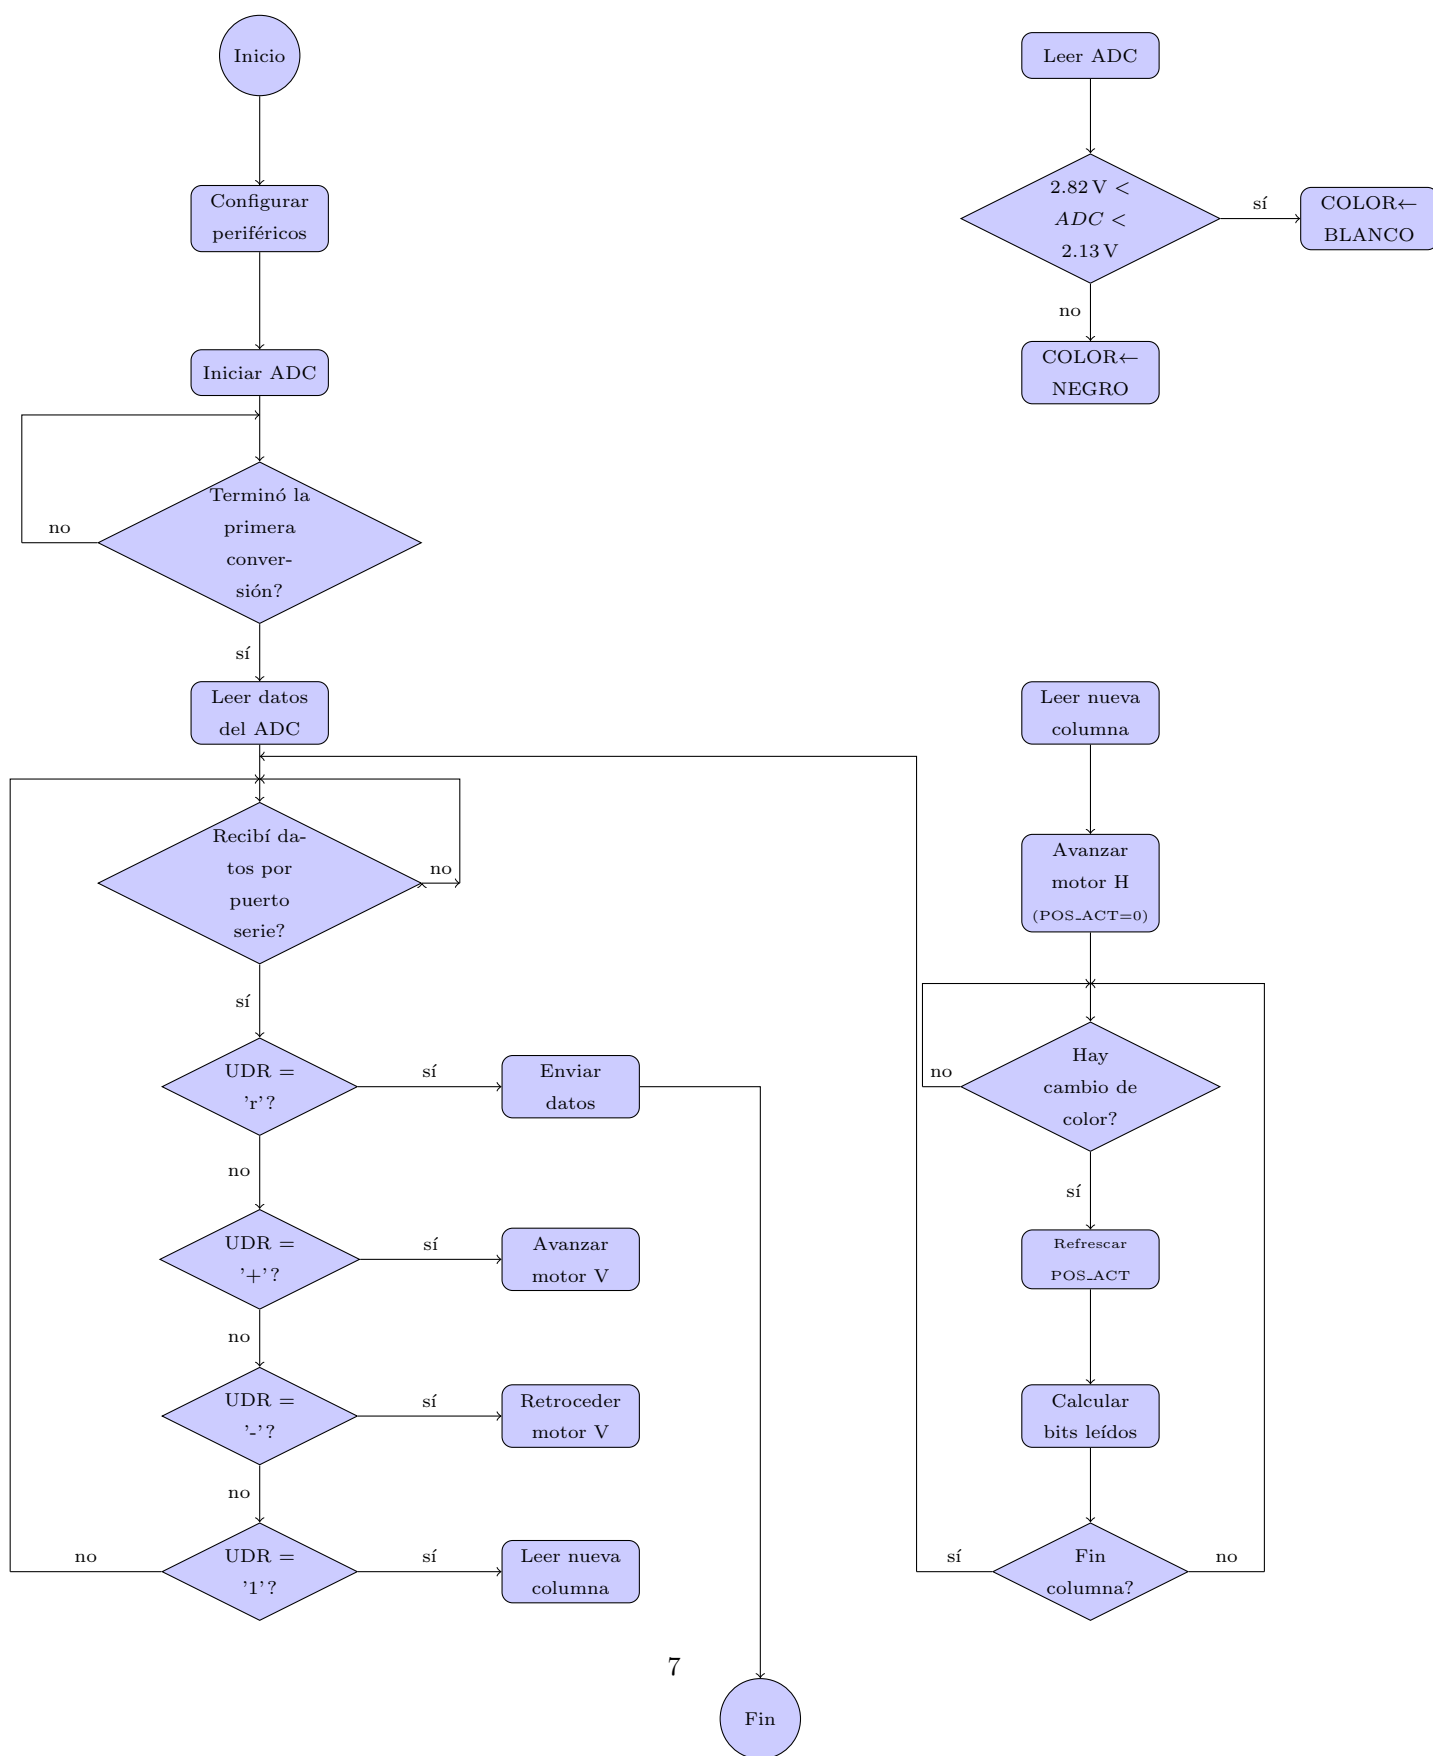 Inicio
Configurar
periféricos
Iniciar ADC
Terminó la
primera
conver-
sión?
no
sí
Leer datos
del ADC
Recibí da-
tos por
puerto
serie?
no
sí
UDR =
'r'?
sí
Enviar
datos
no
UDR =
'+'?
sí
Avanzar
motor V
no
UDR =
'-'?
sí
Retroceder
motor V
no
UDR =
'1'?
no
sí
Leer nueva
columna
Fin
Leer ADC
2.82 V <
ADC <
2.13 V
sí
COLOR←
BLANCO
no
COLOR←
NEGRO
Leer nueva
columna
Avanzar
motor H
(POS_ACT=0)
Hay
cambio de
color?
no
sí
Refrescar
POS_ACT
Calcular
bits leídos
Fin
columna?
sí
no
7